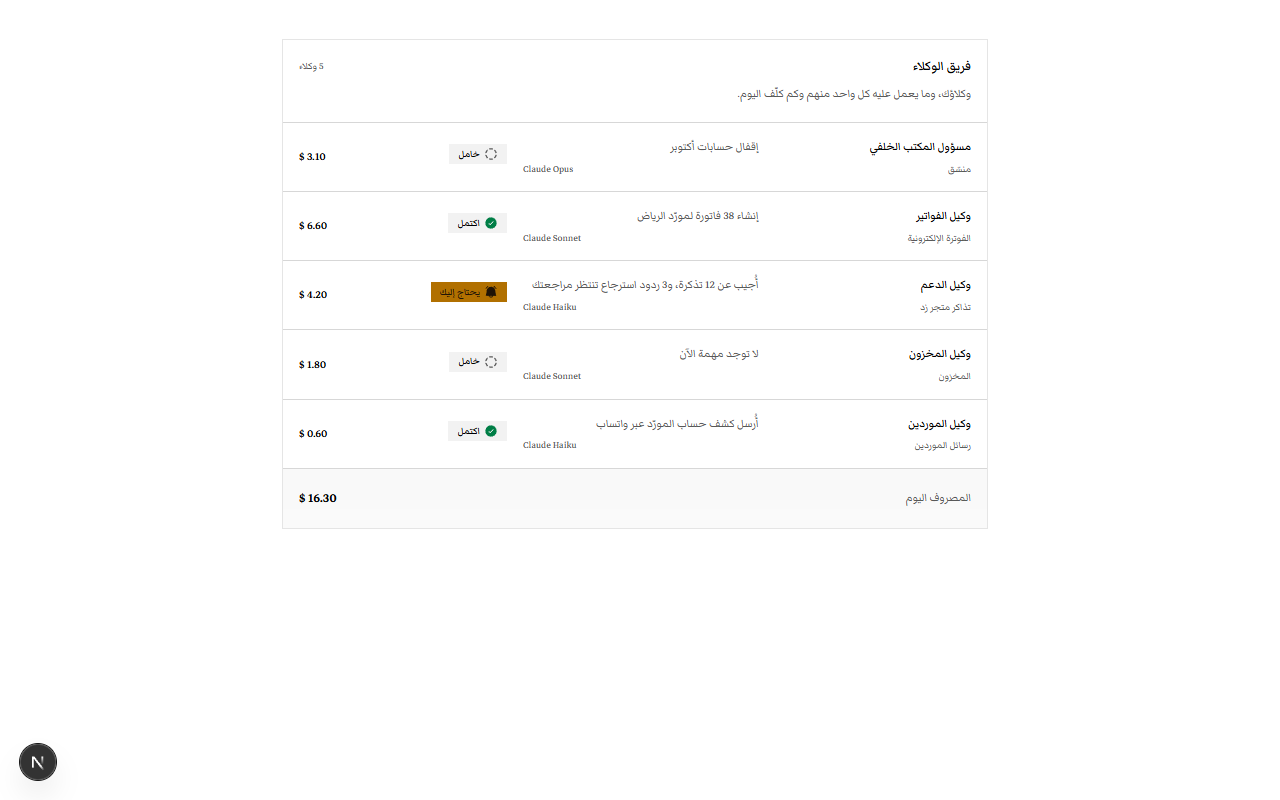 فريق الوكلاء
5 وكلاء
وكلاؤك، وما يعمل عليه كل واحد منهم وكم كلّف اليوم.
مسؤول المكتب الخلفي
منسّق
إقفال حسابات أكتوبر
Claude Opus
خامل
$ 3.10
وكيل الفواتير
الفوترة الإلكترونية
إنشاء 38 فاتورة لمورّد الرياض
Claude Sonnet
اكتمل
$ 6.60
وكيل الدعم
تذاكر متجر زد
أُجيب عن 12 تذكرة، و3 ردود استرجاع تنتظر مراجعتك
Claude Haiku
يحتاج إليك
$ 4.20
وكيل المخزون
المخزون
لا توجد مهمة الآن
Claude Sonnet
خامل
$ 1.80
وكيل الموردين
رسائل الموردين
أُرسل كشف حساب المورّد عبر واتساب
Claude Haiku
اكتمل
$ 0.60
المصروف اليوم
$ 16.30
N